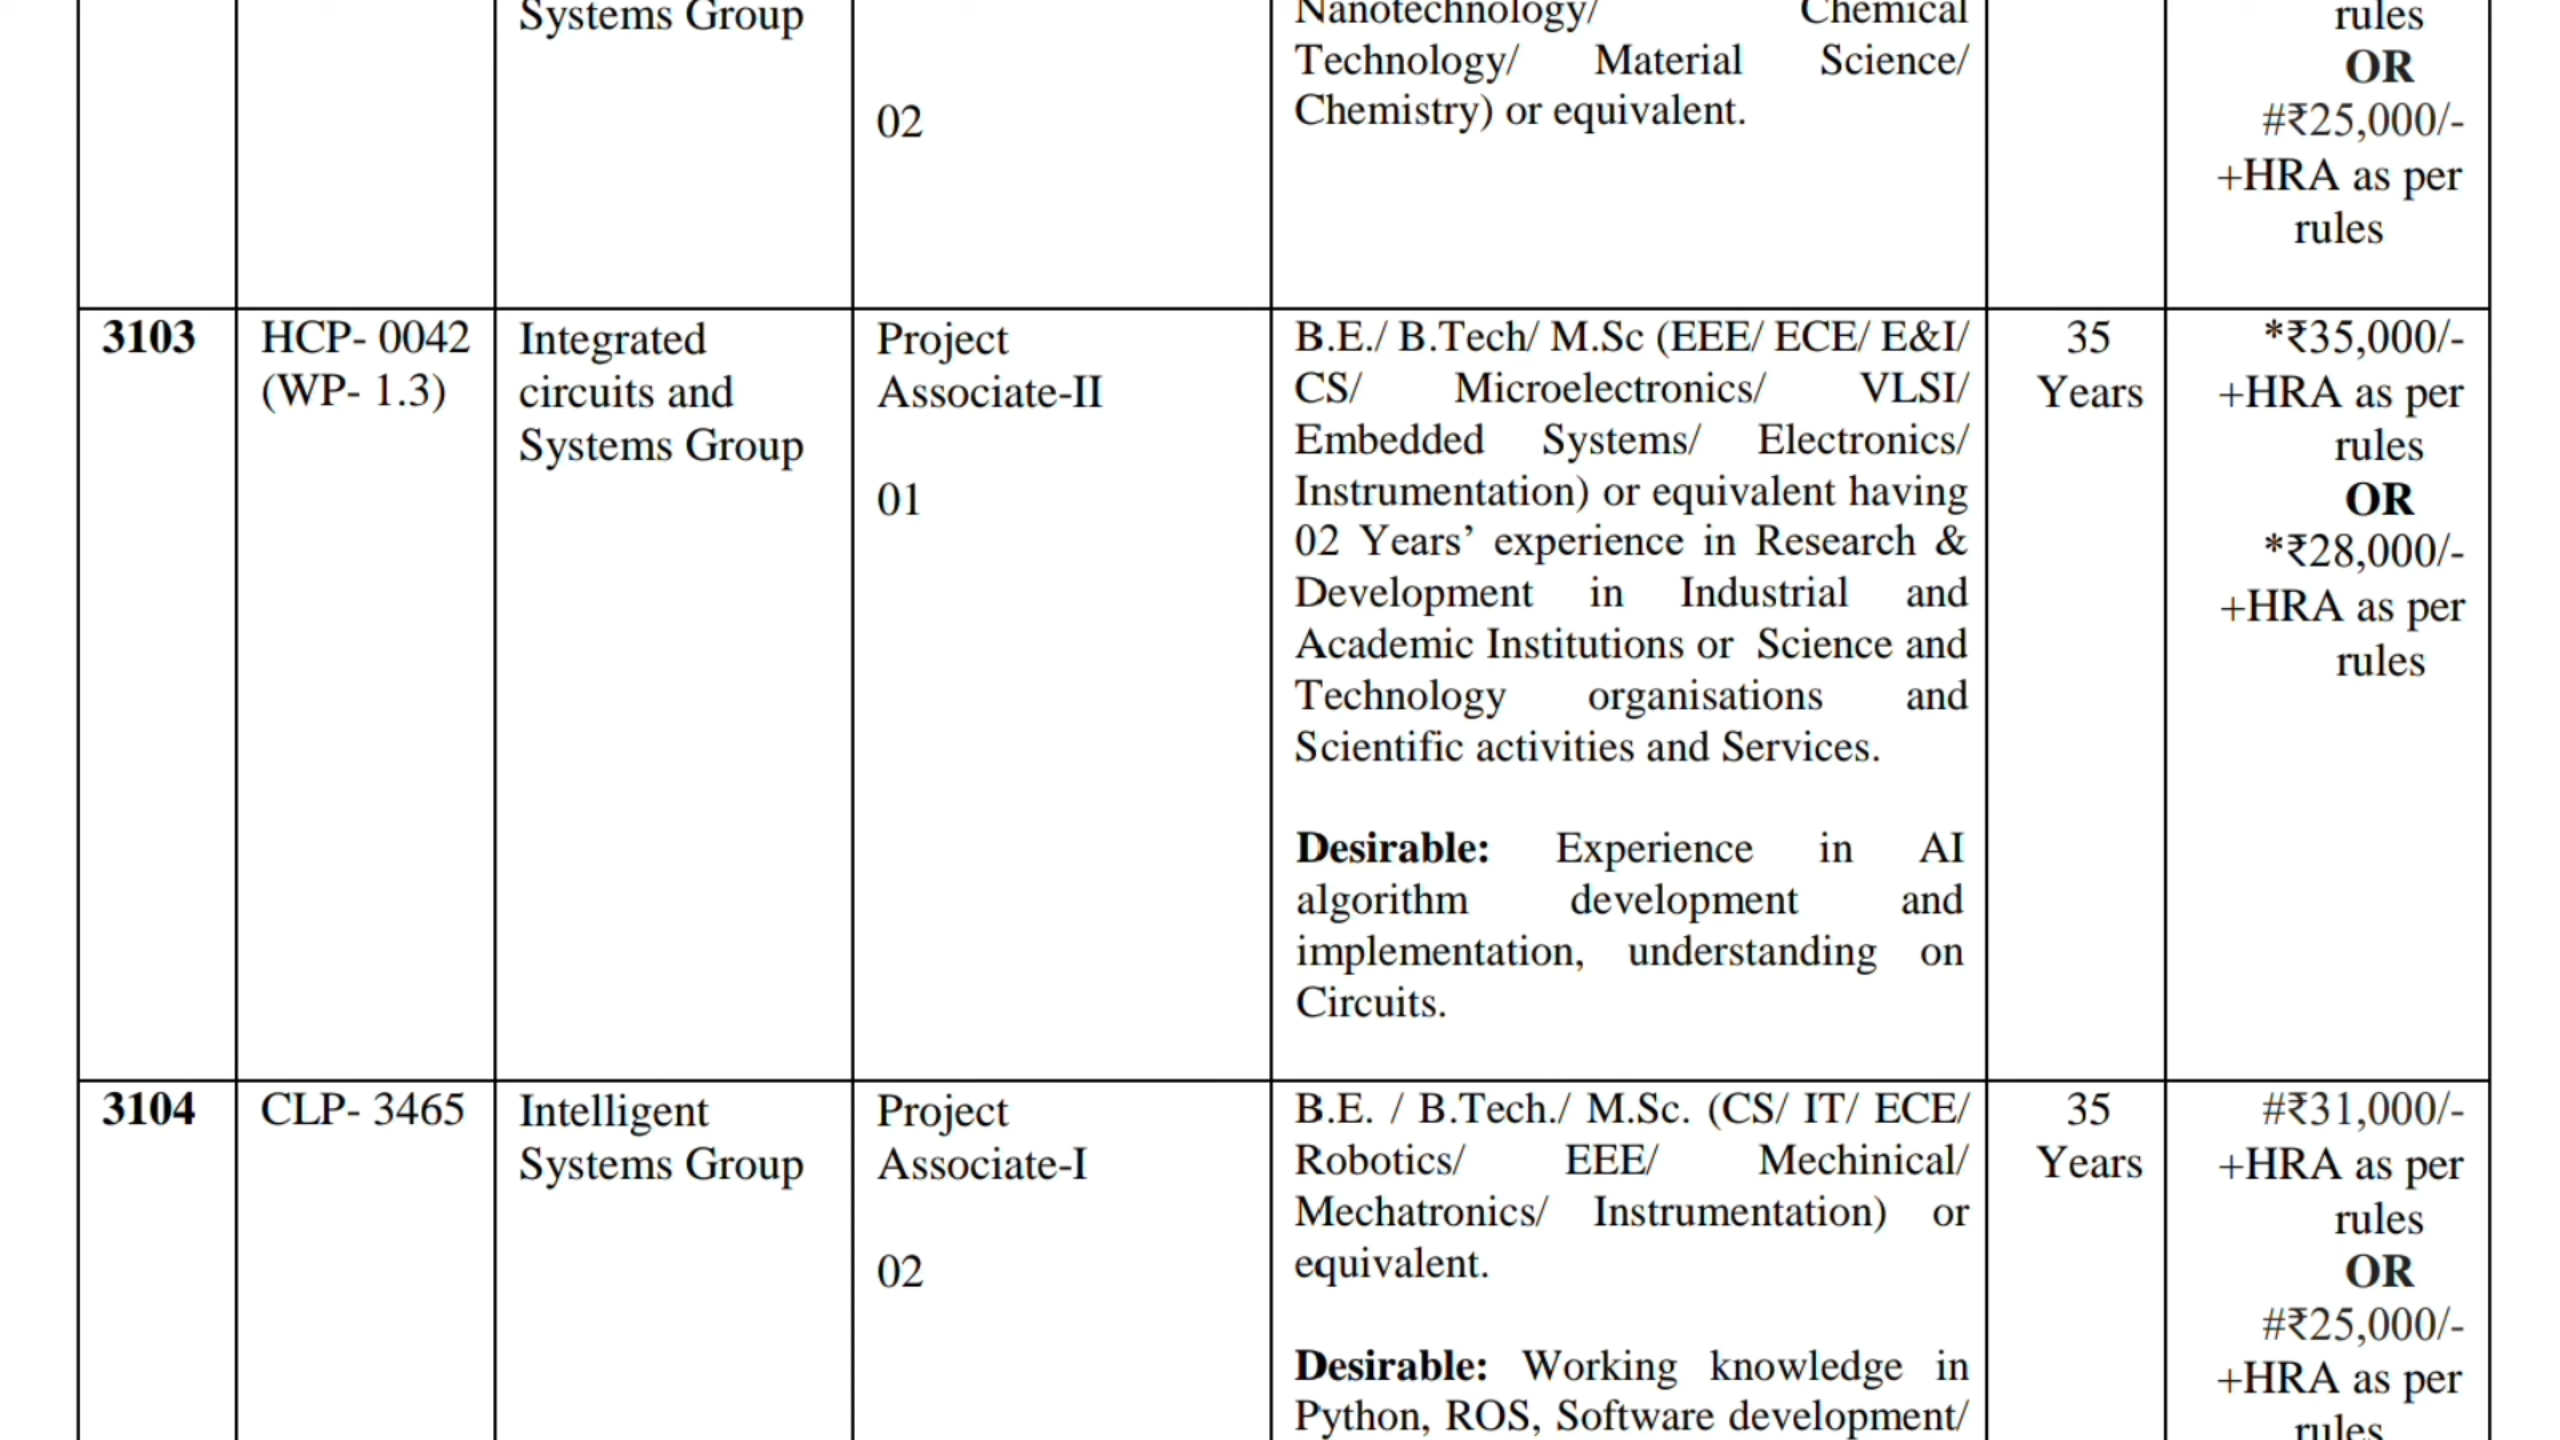 Systems Group
02
Nanotechnology/ Chemical
Technology/ Material Science/
Chemistry) or equivalent.
rules
OR
#₹25,000/-
+HRA as per
rules
3103
HCP- 0042
(WP- 1.3)
Integrated
circuits and
Systems Group
Project
Associate-II
01
B.E./ B.Tech/ M.Sc (EEE/ ECE/ E&I/
CS/ Microelectronics/ VLSI/
Embedded Systems/ Electronics/
Instrumentation) or equivalent having
02 Years’ experience in Research &
Development in Industrial and
Academic Institutions or Science and
Technology organisations and
Scientific activities and Services.
Desirable: Experience in AI
algorithm development and
implementation, understanding on
Circuits.
35
Years
*₹35,000/-
+HRA as per
rules
OR
*₹28,000/-
+HRA as per
rules
3104
CLP- 3465
Intelligent
Systems Group
Project
Associate-I
02
B.E. / B.Tech./ M.Sc. (CS/ IT/ ECE/
Robotics/ EEE/ Mechinical/
Mechatronics/ Instrumentation) or
equivalent.
Desirable: Working knowledge in
Python, ROS, Software development/
35
Years
#₹31,000/-
+HRA as per
rules
OR
#₹25,000/-
+HRA as per
rules